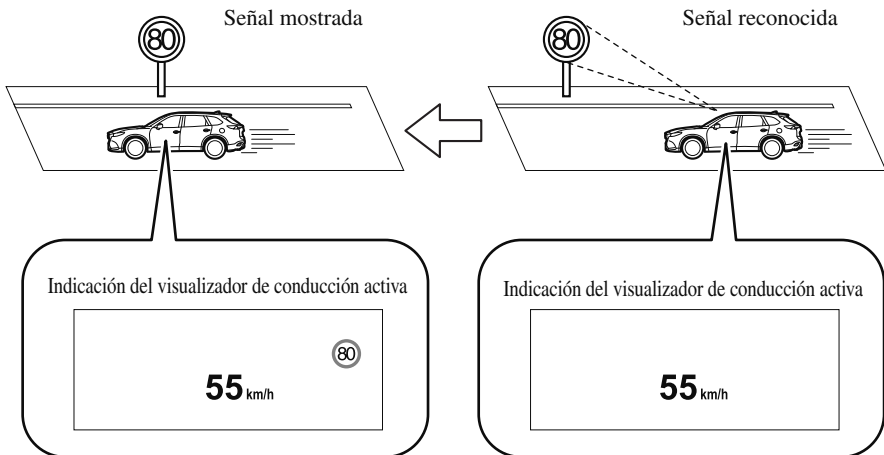 Señal mostrada
80
Indicación del visualizador de conducción activa
80
55 km/h
Señal reconocida
80
Indicación del visualizador de conducción activa
55 km/h